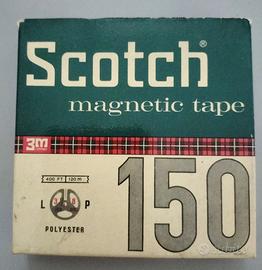 Scotch®
magnetic tape
3m
150
400 FT 120 m
L P
POLYESTER